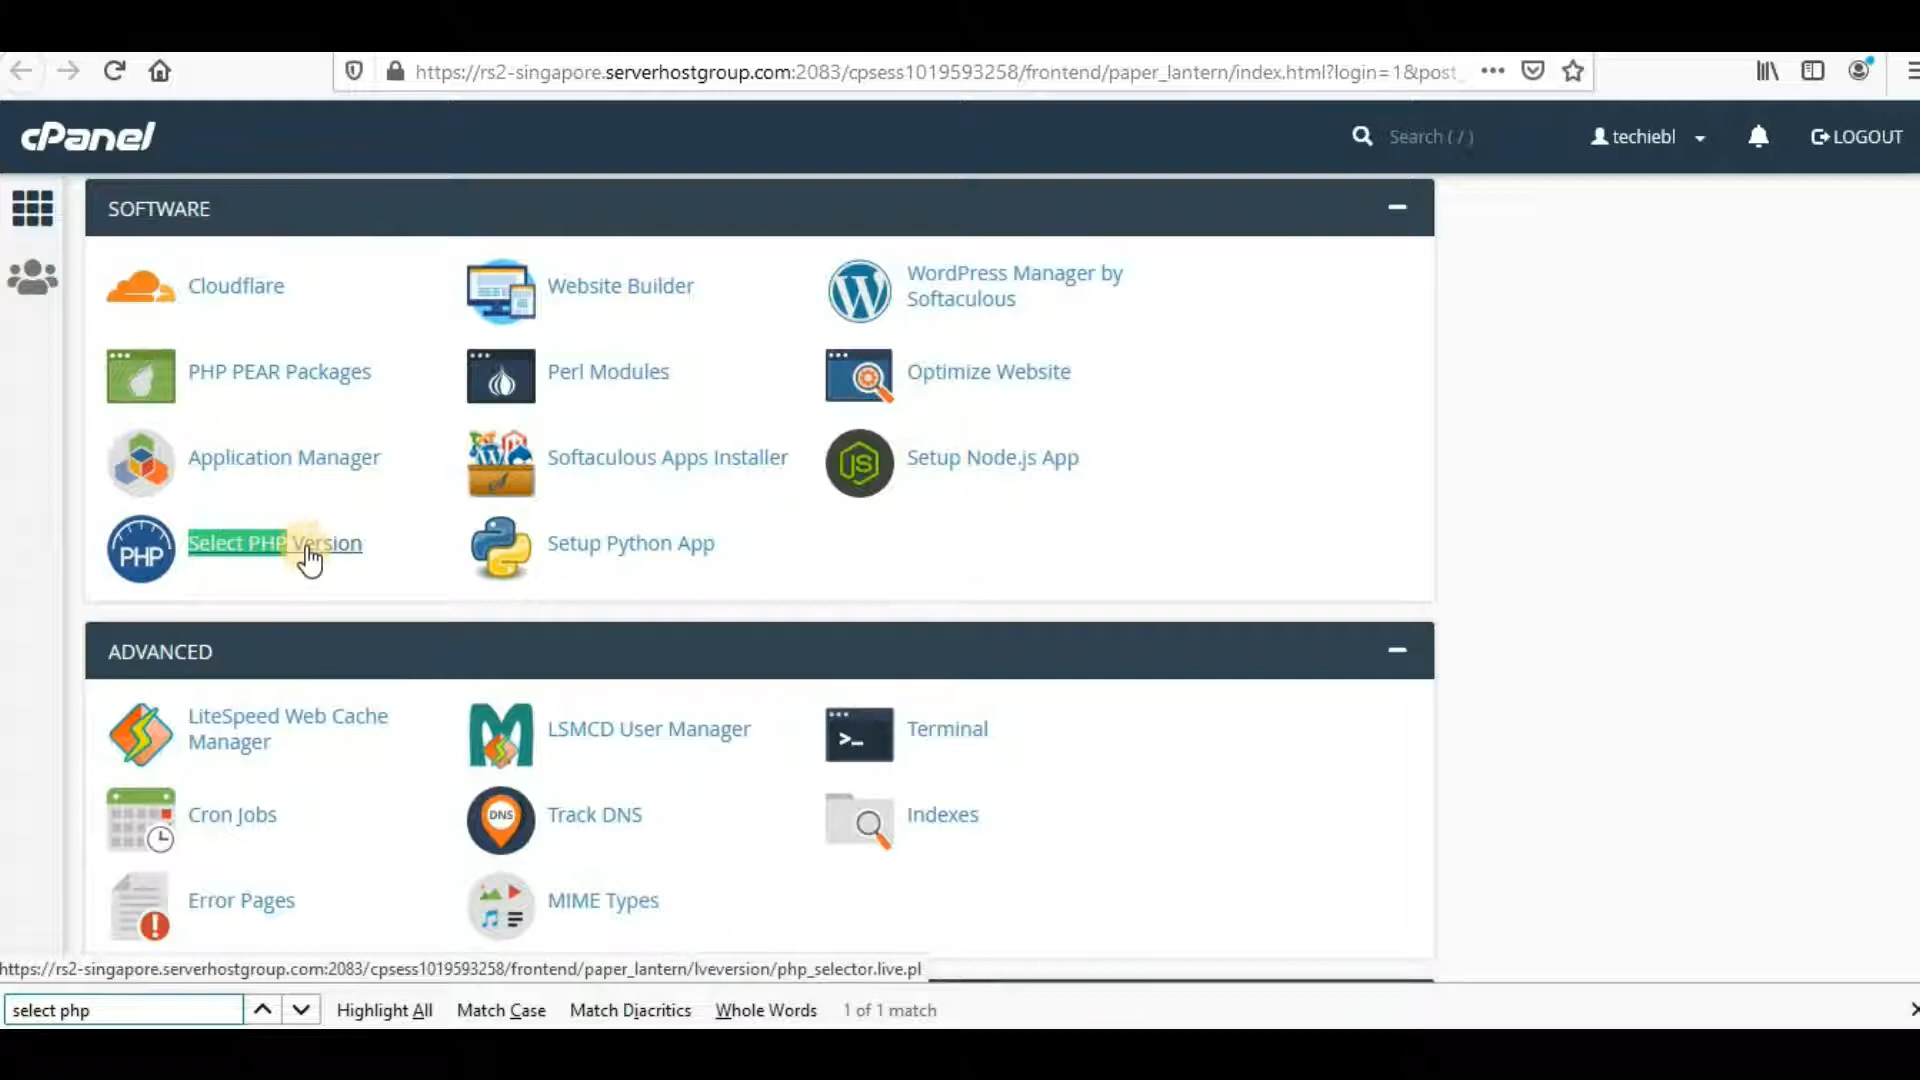 https://rs2-singapore.serverhostgroup.com:2083/cpsess1019593258/frontend/paper_lantern/index.html?login=1&post_
cPanel
Search ( / )
techiebl
LOGOUT
SOFTWARE
Cloudflare
Website Builder
WordPress Manager by
Softaculous
PHP PEAR Packages
Perl Modules
Optimize Website
Application Manager
Softaculous Apps Installer
Setup Node.js App
PHP
Select PHP Version
Setup Python App
ADVANCED
LiteSpeed Web Cache
Manager
LSMCD User Manager
Terminal
Cron Jobs
DNS
Track DNS
Indexes
Error Pages
MIME Types
https://rs2-singapore.serverhostgroup.com:2083/cpsess1019593258/frontend/paper_lantern/lveversion/php_selector.live.pl
select php
Highlight All
Match Case
Match Diacritics
Whole Words
1 of 1 match